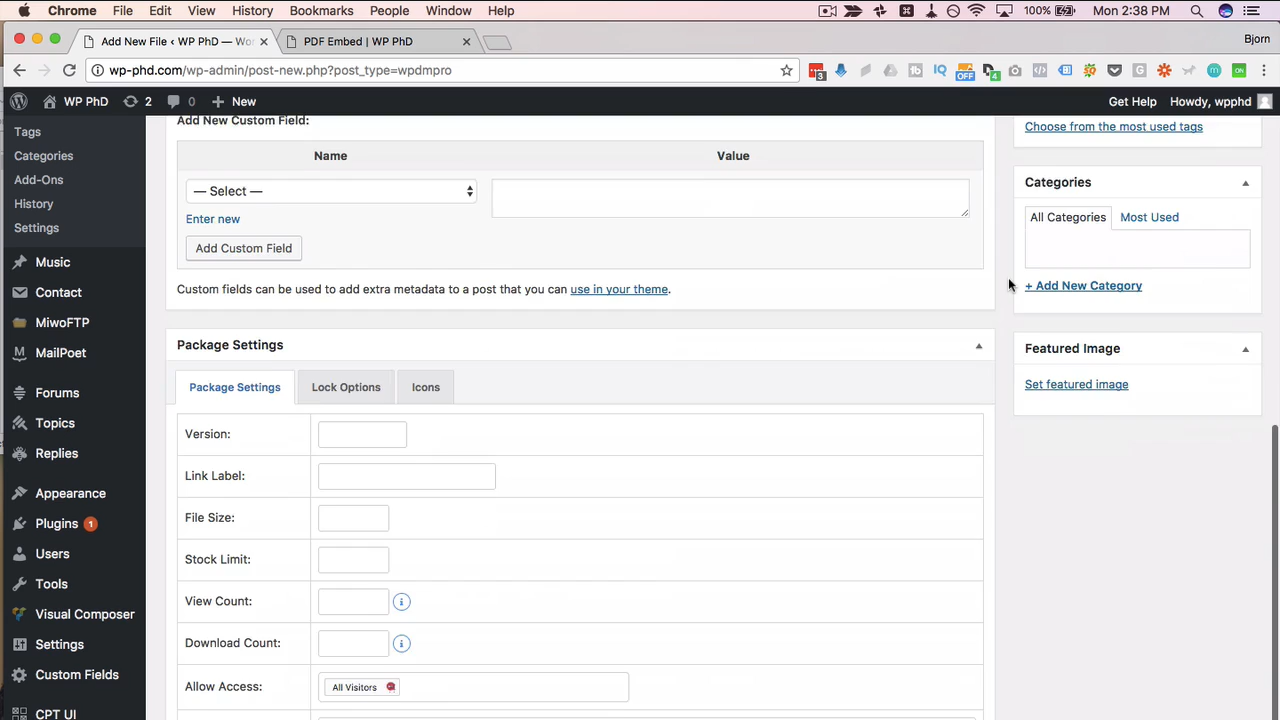 Chrome File Edit View History Bookmarks People Window Help 100% Mon 2:38 PM
Add New File ‹ WP PhD — Wor PDF Embed | WP PhD Bjorn
wp-phd.com/wp-admin/post-new.php?post_type=wpdmpro 3 OFF 4 ON
WP PhD 2 0 + New Get Help Howdy, wpphd
Tags
Categories
Add-Ons
History
Settings
Music
Contact
MiwoFTP
MailPoet
Forums
Topics
Replies
Appearance
Plugins 1
Users
Tools
Visual Composer
Settings
Custom Fields
CPT UI
Add New Custom Field:
Name Value
— Select —
Enter new
Add Custom Field
Custom fields can be used to add extra metadata to a post that you can use in your theme.
Package Settings
Package Settings Lock Options Icons
Version:
Link Label:
File Size:
Stock Limit:
View Count:
Download Count:
Allow Access: All Visitors
Choose from the most used tags
Categories
All Categories Most Used
+ Add New Category
Featured Image
Set featured image